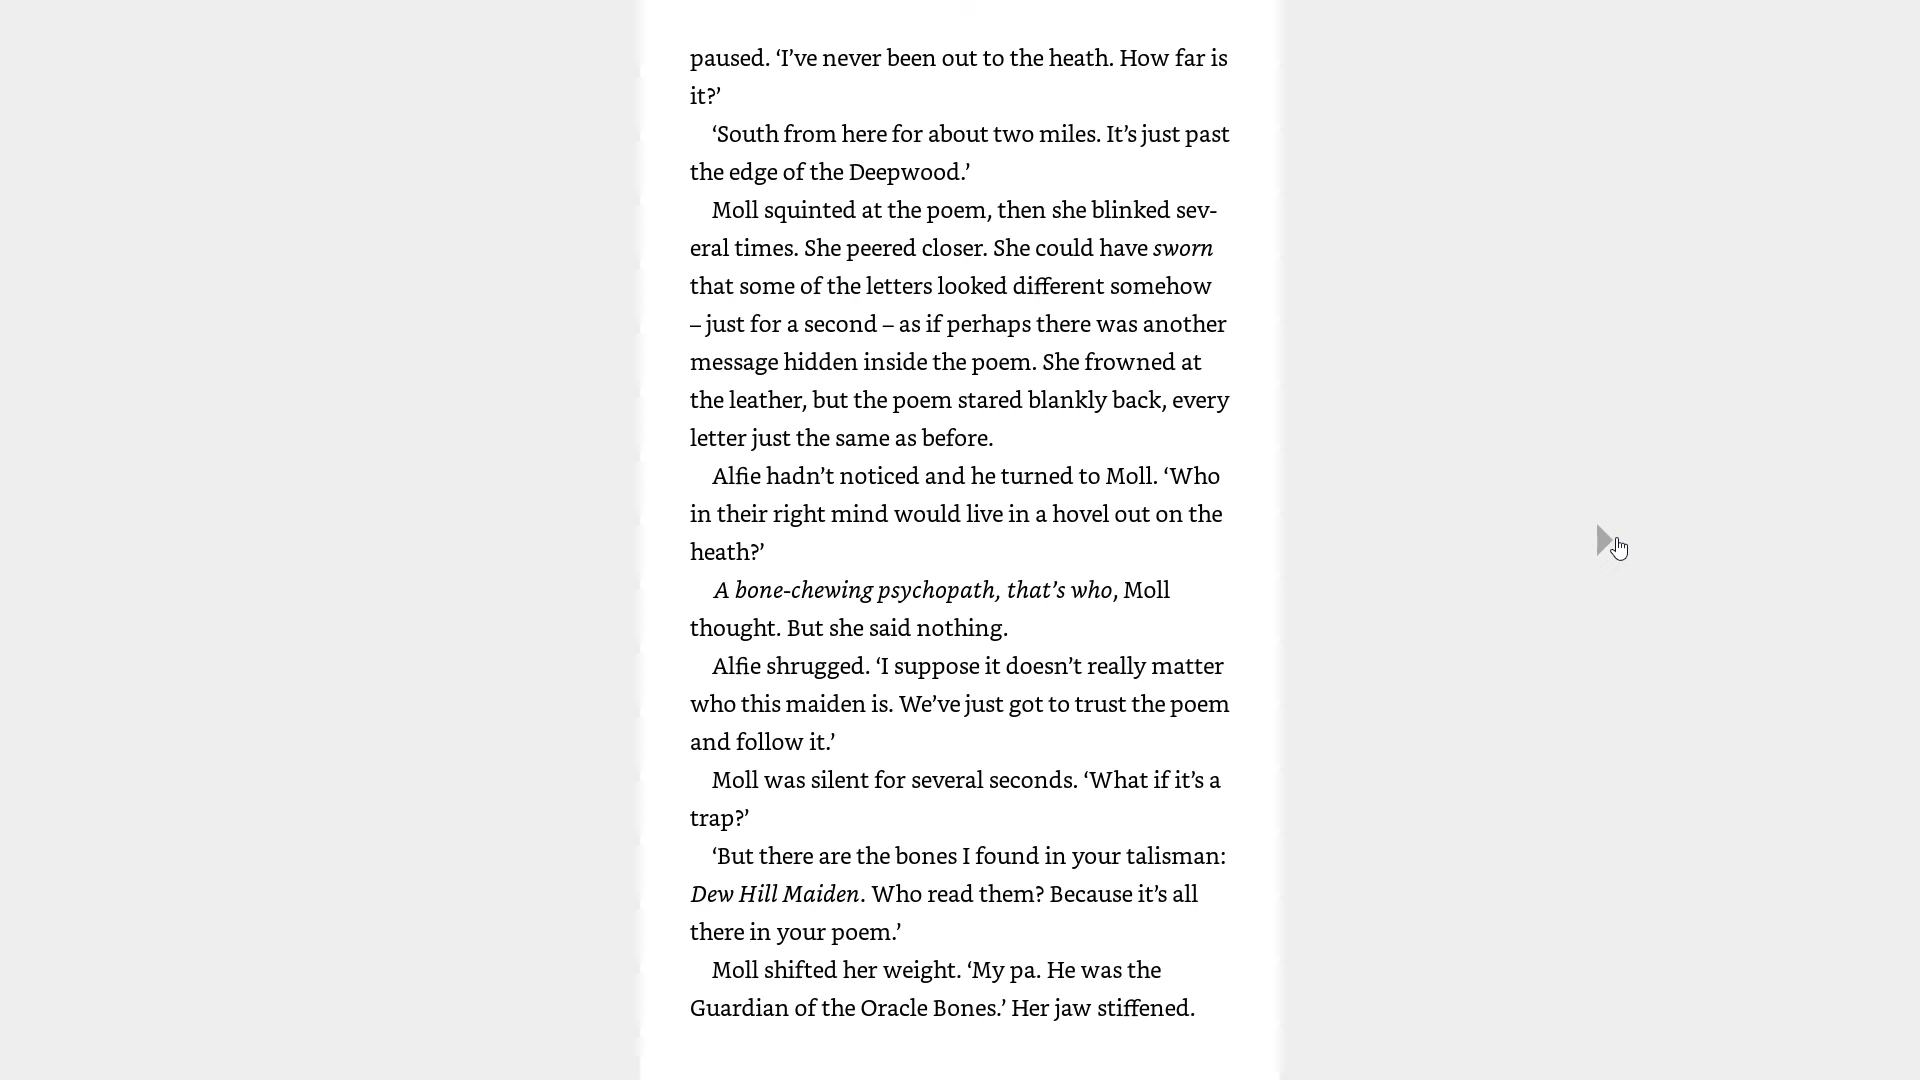 paused. ‘I’ve never been out to the heath. How far is
it?’
‘South from here for about two miles. It’s just past
the edge of the Deepwood.’
Moll squinted at the poem, then she blinked sev-
eral times. She peered closer. She could have sworn
that some of the letters looked different somehow
– just for a second – as if perhaps there was another
message hidden inside the poem. She frowned at
the leather, but the poem stared blankly back, every
letter just the same as before.
Alfie hadn’t noticed and he turned to Moll. ‘Who
in their right mind would live in a hovel out on the
heath?’
A bone-chewing psychopath, that’s who, Moll
thought. But she said nothing.
Alfie shrugged. ‘I suppose it doesn’t really matter
who this maiden is. We’ve just got to trust the poem
and follow it.’
Moll was silent for several seconds. ‘What if it’s a
trap?’
‘But there are the bones I found in your talisman:
Dew Hill Maiden. Who read them? Because it’s all
there in your poem.’
Moll shifted her weight. ‘My pa. He was the
Guardian of the Oracle Bones.’ Her jaw stiffened.